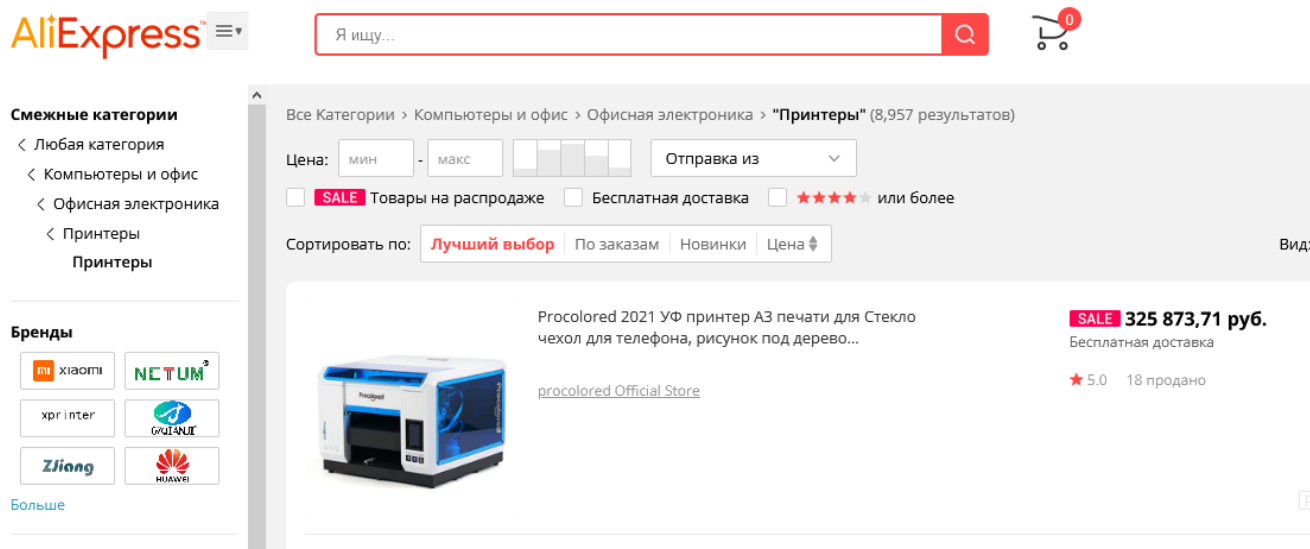 AliExpress™
0
Я ищу...
Смежные категории
Любая категория
Компьютеры и офис
Офисная электроника
Принтеры
Принтеры
Бренды
mi xiaomi
NETUM
xprinter
ZJiang
HUAWEI
Больше
Все Категории > Компьютеры и офис > Офисная электроника > "Принтеры" (8,957 результатов)
Цена: мин - макс Отправка из
SALE Товары на распродаже Бесплатная доставка или более
Сортировать по: Лучший выбор По заказам Новинки Цена Вид:
Procolored 2021 УФ принтер А3 печати для Стекло
чехол для телефона, рисунок под дерево...
procolored Official Store
Procolored
SALE 325 873,71 руб.
Бесплатная доставка
5.0 18 продано